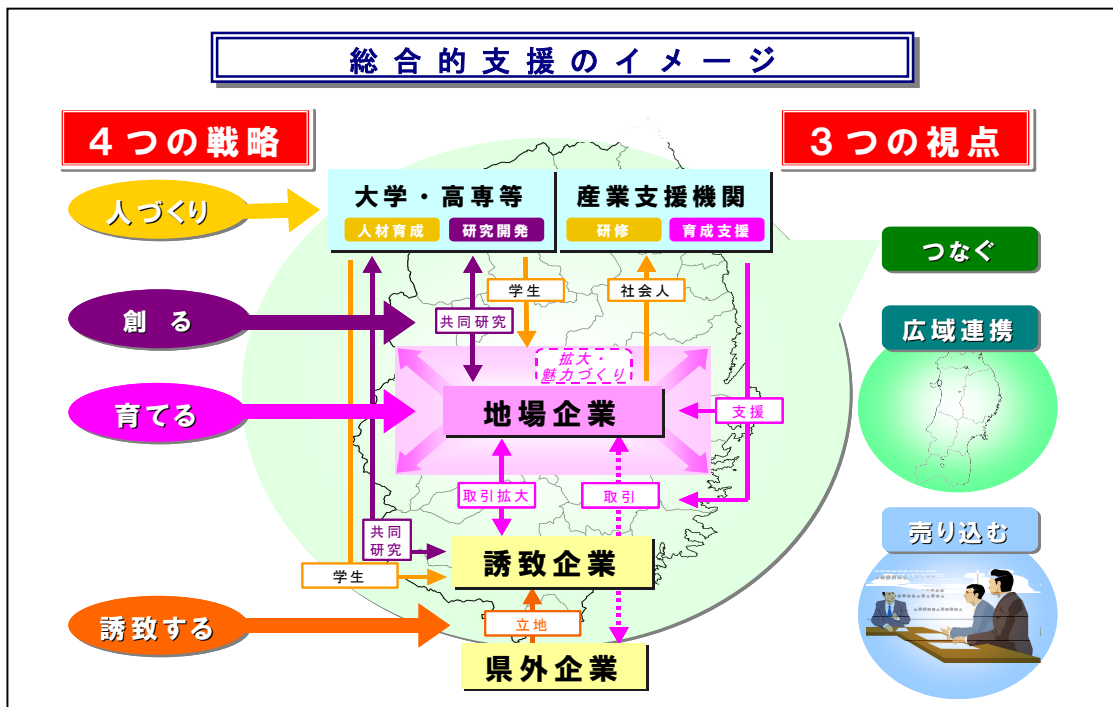 総合的支援のイメージ
４つの戦略
３つの視点
大学・高専等
産業支援機関
人材育成
研究開発
研修
育成支援
人づくり
つなぐ
学生
社会人
創る
共同研究
広域連携
拡大・
魅力づくり
育てる
地場企業
支援
取引拡大
取引
売り込む
共同
研究
誘致企業
学生
誘致する
立地
県外企業